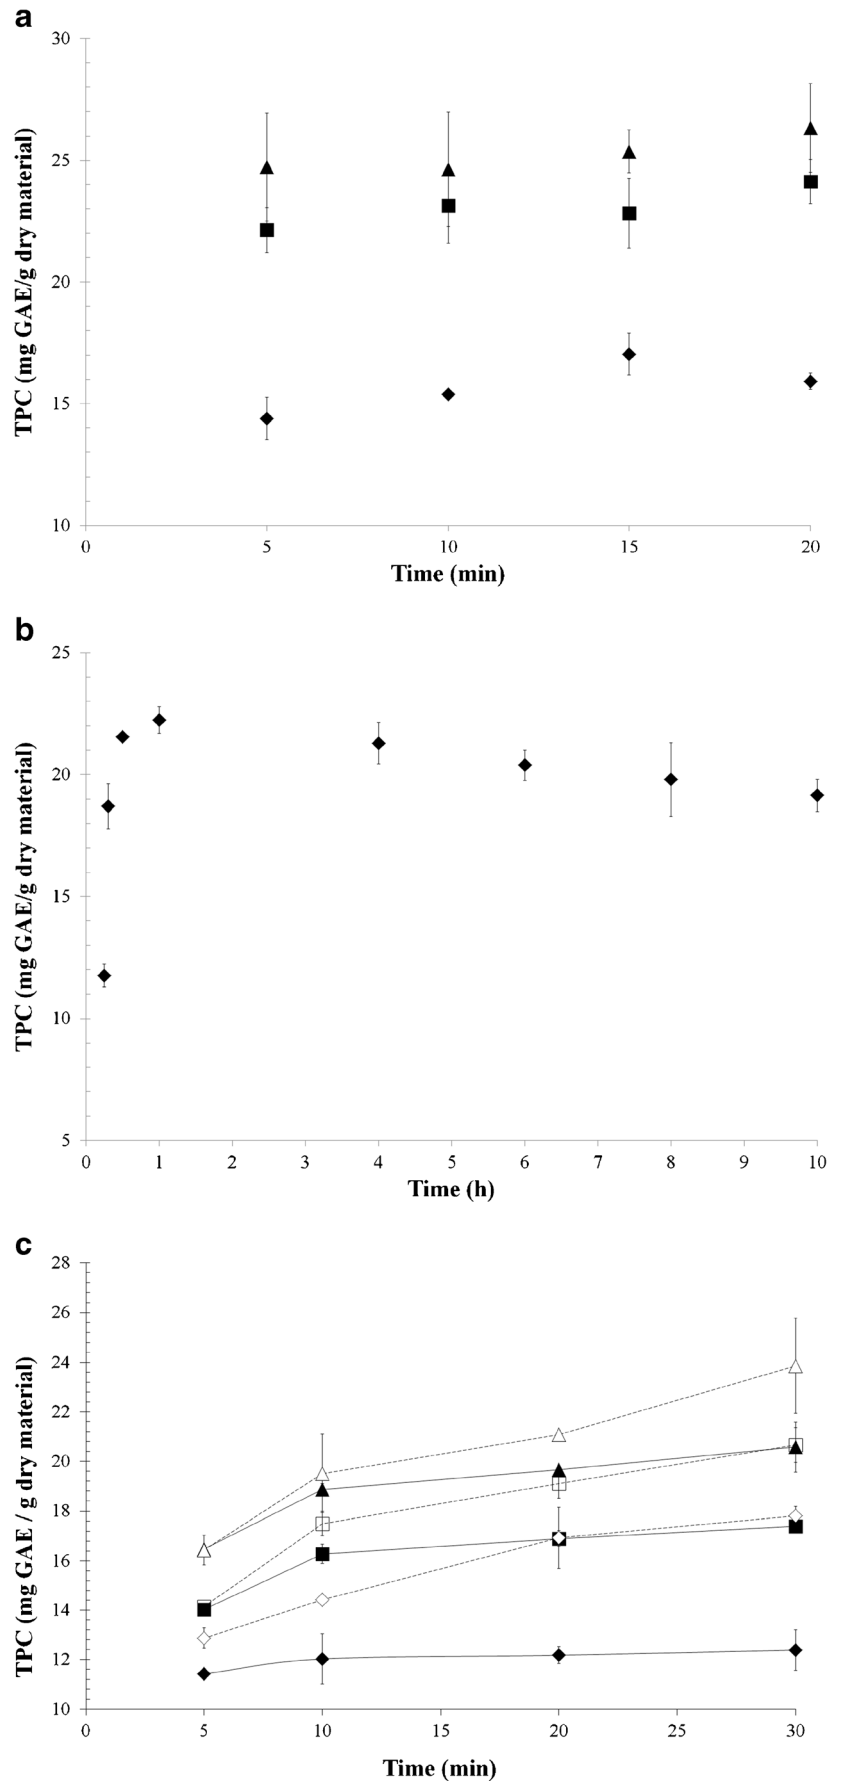 a
30
25
20
15
10
TPC (mg GAE/g dry material)
0 5 10 15 20
Time (min)
b
25
20
15
10
5
TPC (mg GAE/g dry material)
0 1 2 3 4 5 6 7 8 9 10
Time (h)
c
28
26
24
22
20
18
16
14
12
10
TPC (mg GAE / g dry material)
0 5 10 15 20 25 30
Time (min)